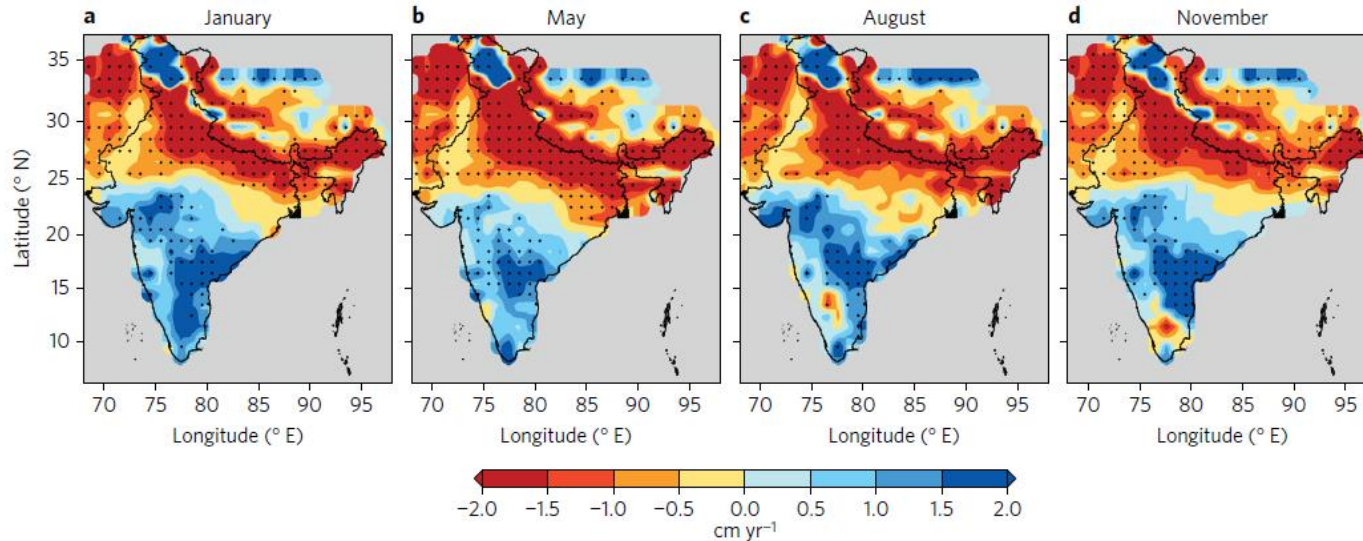 a January
b May
c August
d November
35
30
25
20
15
10
Latitude (° N)
70 75 80 85 90 95
70 75 80 85 90 95
70 75 80 85 90 95
70 75 80 85 90 95
Longitude (° E)
Longitude (° E)
Longitude (° E)
Longitude (° E)
−2.0 −1.5 −1.0 −0.5 0.0 0.5 1.0 1.5 2.0
cm yr⁻¹